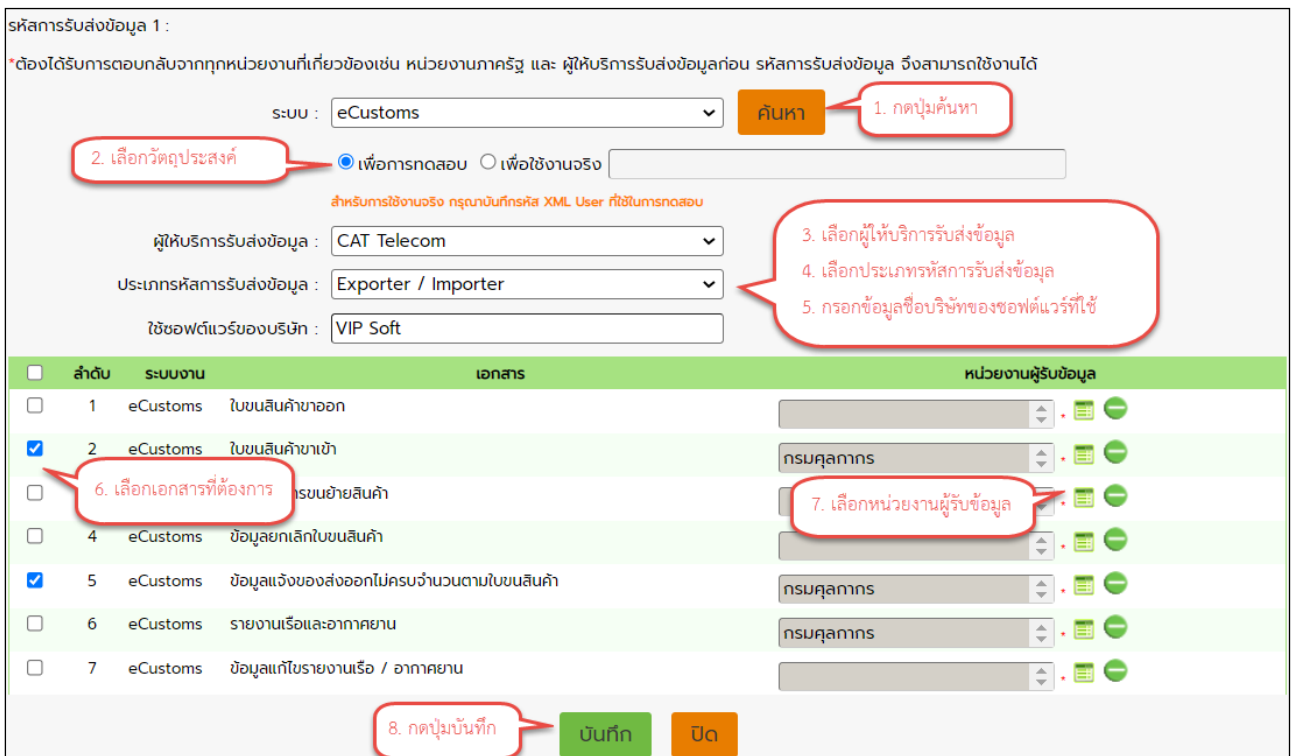 รหัสการรับส่งข้อมูล 1 :
*ต้องได้รับการตอบกลับจากทุกหน่วยงานที่เกี่ยวข้องเช่น หน่วยงานภาครัฐ และ ผู้ให้บริการรับส่งข้อมูลก่อน รหัสการรับส่งข้อมูล จึงสามารถใช้งานได้
ระบบ : eCustoms ค้นหา 1. กดปุ่มค้นหา
2. เลือกวัตถุประสงค์ เพื่อการทดสอบ เพื่อใช้งานจริง
สำหรับการใช้งานจริง กรุณาบันทึกรหัส XML User ที่ใช้ในการทดสอบ
ผู้ให้บริการรับส่งข้อมูล : CAT Telecom 3. เลือกผู้ให้บริการรับส่งข้อมูล
ประเภทรหัสการรับส่งข้อมูล : Exporter / Importer 4. เลือกประเภทรหัสการรับส่งข้อมูล
ใช้ซอฟต์แวร์ของบริษัท : VIP Soft 5. กรอกข้อมูลชื่อบริษัทของซอฟต์แวร์ที่ใช้
ลำดับ ระบบงาน เอกสาร หน่วยงานผู้รับข้อมูล
1 eCustoms ใบขนสินค้าขาออก *
2 eCustoms ใบขนสินค้าขาเข้า กรมศุลกากร *
6. เลือกเอกสารที่ต้องการ รขนย้ายสินค้า 7. เลือกหน่วยงานผู้รับข้อมูล *
4 eCustoms ข้อมูลยกเลิกใบขนสินค้า *
5 eCustoms ข้อมูลแจ้งของส่งออกไม่ครบจำนวนตามใบขนสินค้า กรมศุลกากร *
6 eCustoms รายงานเรือและอากาศยาน กรมศุลกากร *
7 eCustoms ข้อมูลแก้ไขรายงานเรือ / อากาศยาน *
8. กดปุ่มบันทึก บันทึก ปิด